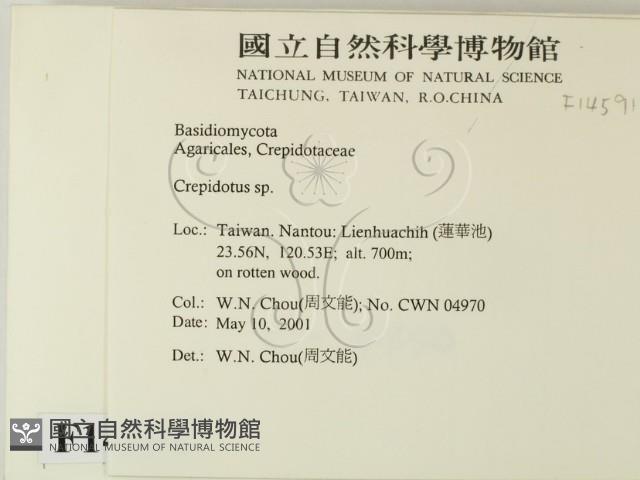 國立自然科學博物館
NATIONAL MUSEUM OF NATURAL SCIENCE
TAICHUNG, TAIWAN, R.O.CHINA
F14591
Basidiomycota
Agaricales, Crepidotaceae
Crepidotus sp.
Loc.: Taiwan. Nantou: Lienhuachih (蓮華池)
23.56N, 120.53E; alt. 700m;
on rotten wood.
Col.: W.N. Chou(周文能); No. CWN 04970
Date: May 10, 2001
Det.: W.N. Chou(周文能)
國立自然科學博物館
NATIONAL MUSEUM OF NATURAL SCIENCE